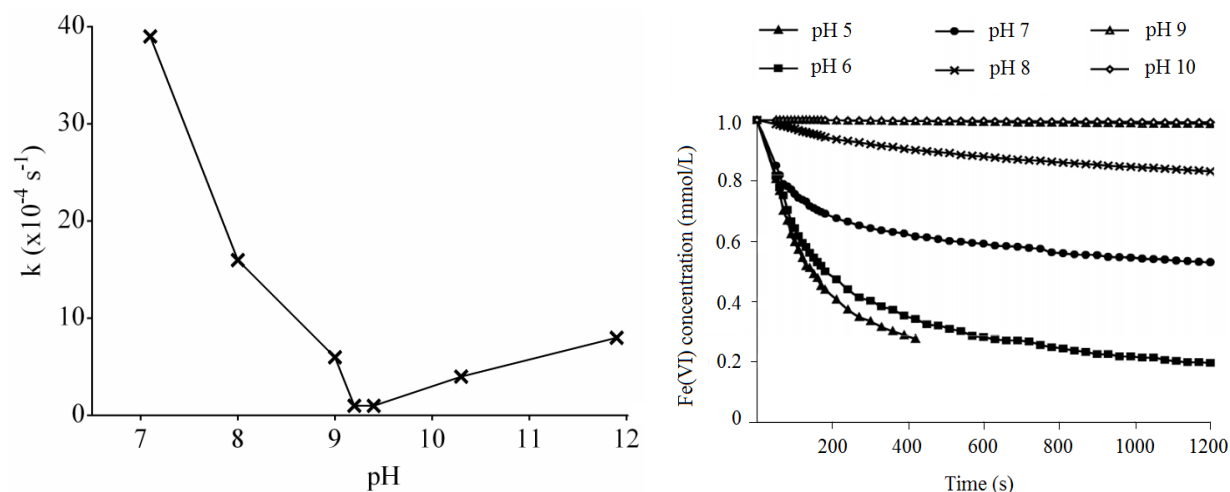 40
30
20
10
0
k (x10-4 s-1)
7 8 9 10 11 12
pH
pH 5 pH 7 pH 9
pH 6 pH 8 pH 10
1.0
0.8
0.6
0.4
0.2
0
Fe(VI) concentration (mmol/L)
200 400 600 800 1000 1200
Time (s)